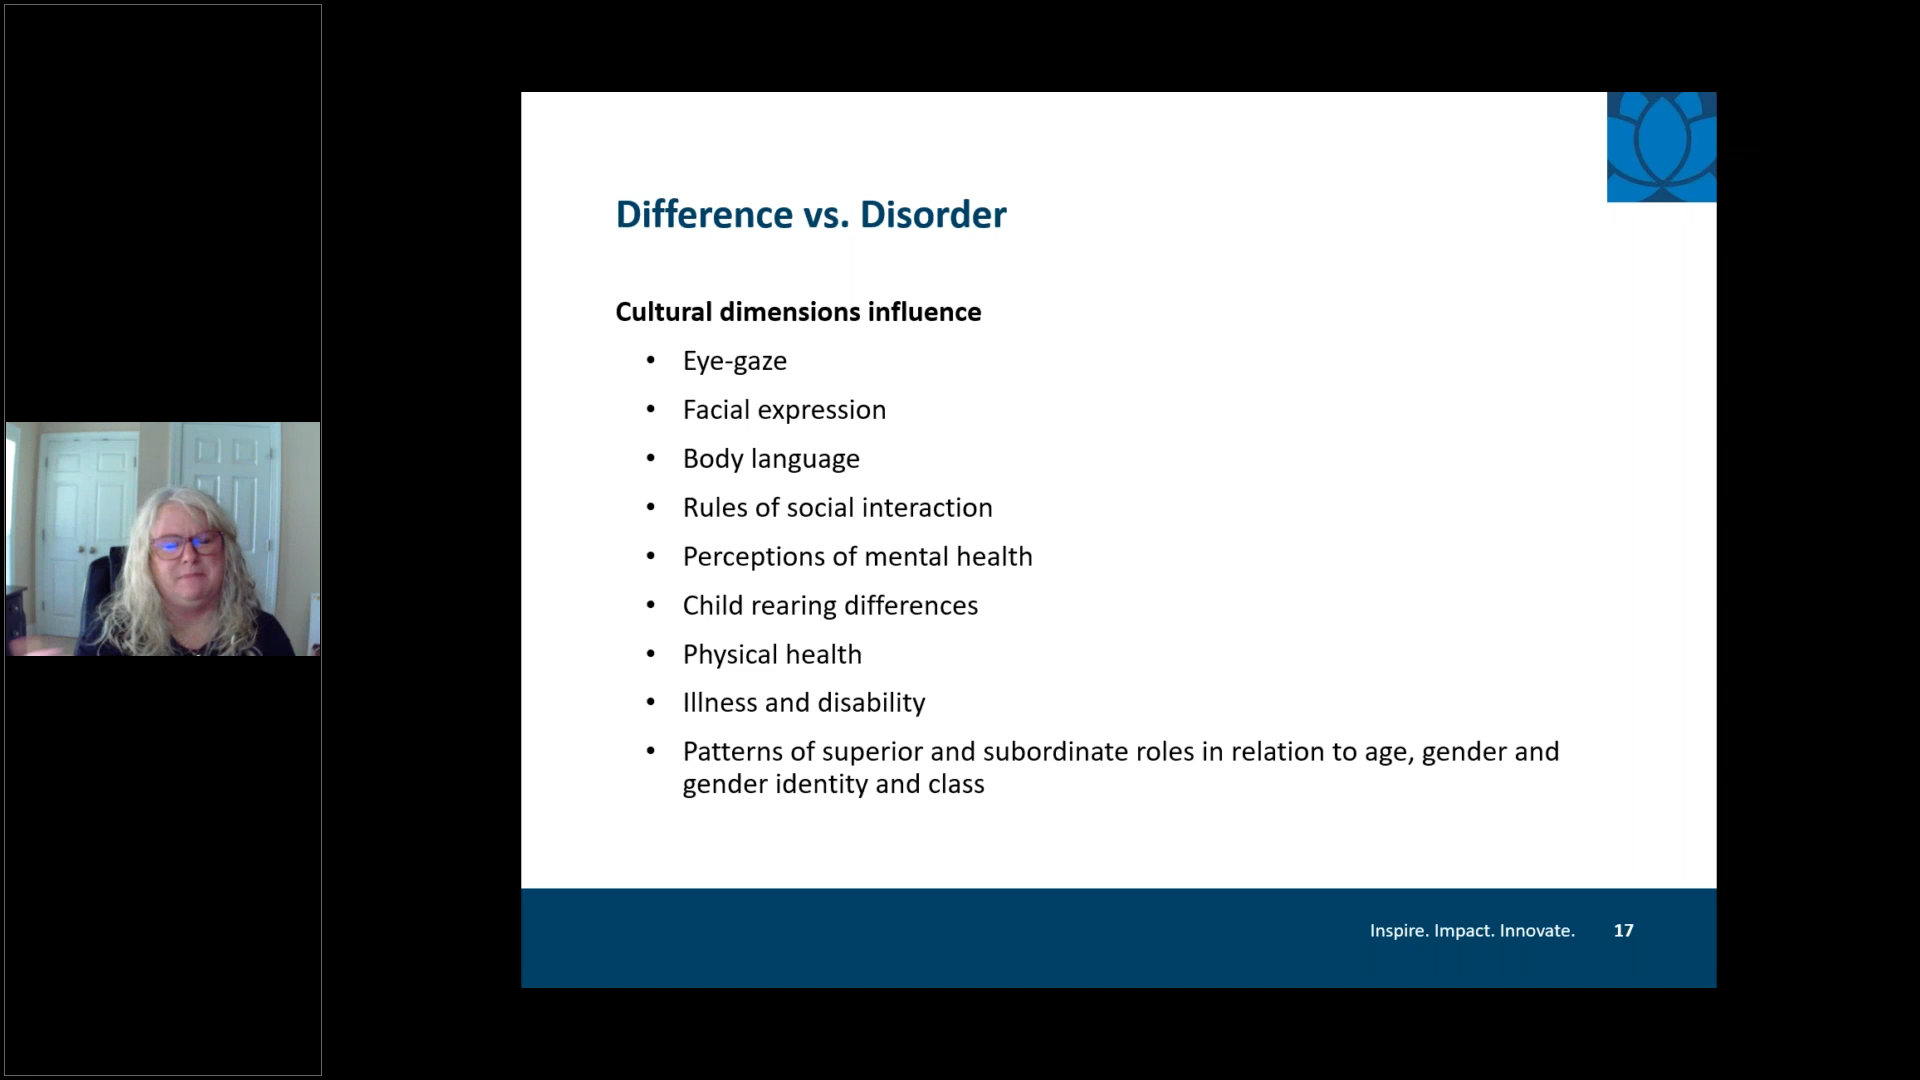 Difference vs. Disorder
Cultural dimensions influence
• Eye-gaze
• Facial expression
• Body language
• Rules of social interaction
• Perceptions of mental health
• Child rearing differences
• Physical health
• Illness and disability
• Patterns of superior and subordinate roles in relation to age, gender and
gender identity and class
Inspire. Impact. Innovate. 17